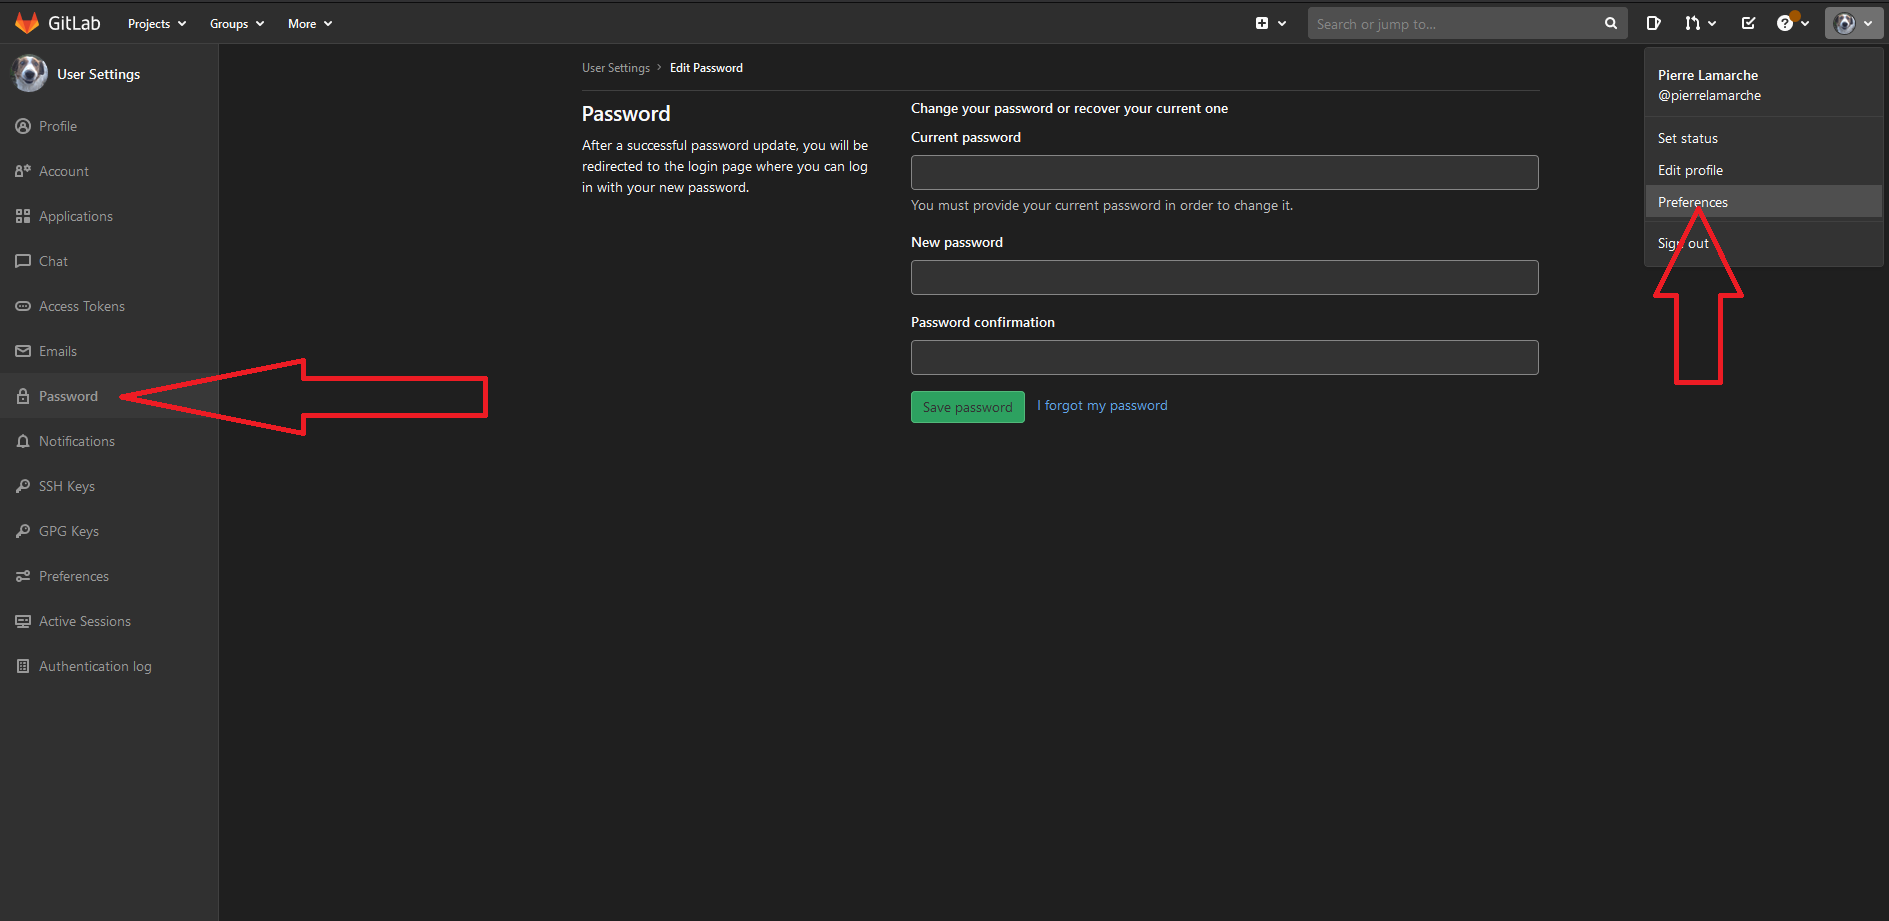 GitLab Projects Groups More Search or jump to...
User Settings
Profile
Account
Applications
Chat
Access Tokens
Emails
Password
Notifications
SSH Keys
GPG Keys
Preferences
Active Sessions
Authentication log
User Settings › Edit Password
Password
After a successful password update, you will be
redirected to the login page where you can log
in with your new password.
Change your password or recover your current one
Current password
You must provide your current password in order to change it.
New password
Password confirmation
Save password I forgot my password
Pierre Lamarche
@pierrelamarche
Set status
Edit profile
Preferences
Sign out